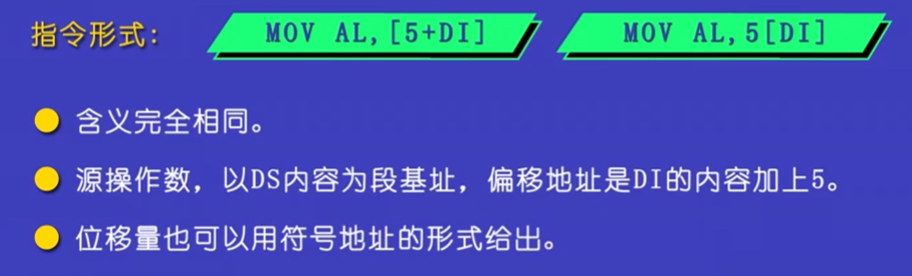 指令形式: MOV AL,[5+DI] MOV AL,5[DI]
含义完全相同。
源操作数，以DS内容为段基址，偏移地址是DI的内容加上5。
位移量也可以用符号地址的形式给出。